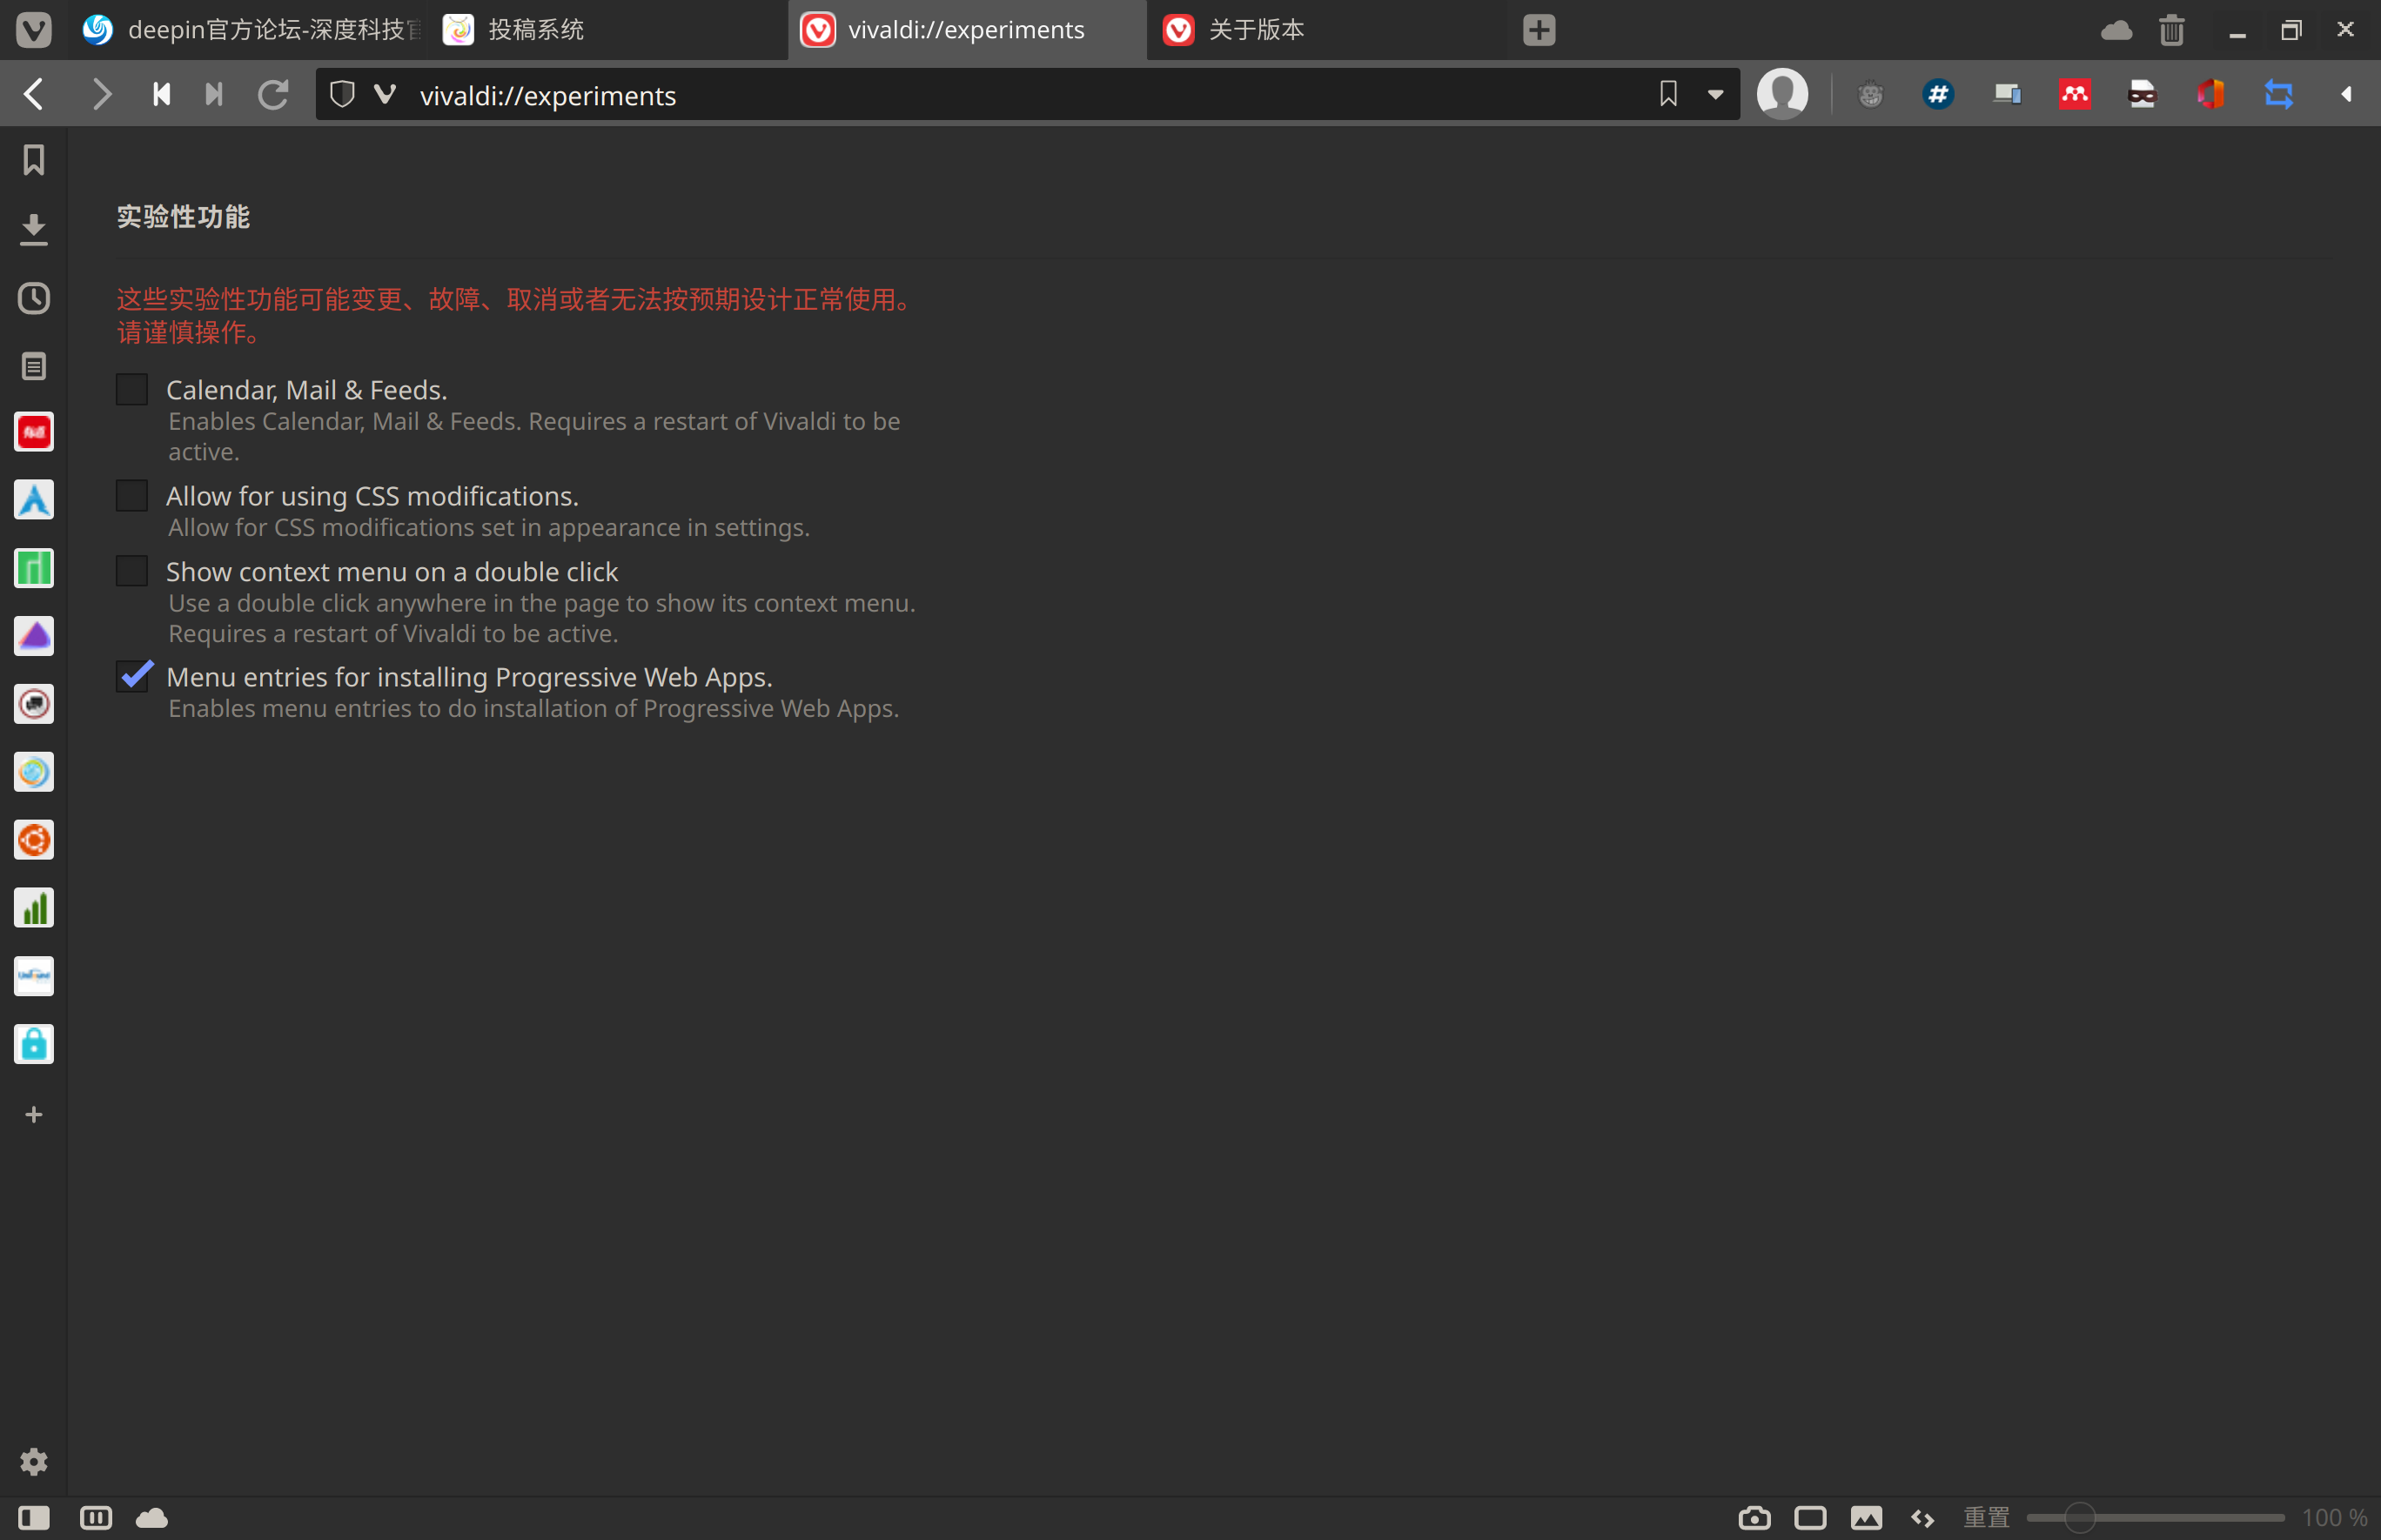 deepin官方论坛-深度科技官
投稿系统
vivaldi://experiments
关于版本
vivaldi://experiments
实验性功能
这些实验性功能可能变更、故障、取消或者无法按预期设计正常使用。
请谨慎操作。
Calendar, Mail & Feeds.
Enables Calendar, Mail & Feeds. Requires a restart of Vivaldi to be
active.
Allow for using CSS modifications.
Allow for CSS modifications set in appearance in settings.
Show context menu on a double click
Use a double click anywhere in the page to show its context menu.
Requires a restart of Vivaldi to be active.
Menu entries for installing Progressive Web Apps.
Enables menu entries to do installation of Progressive Web Apps.
重置
100 %